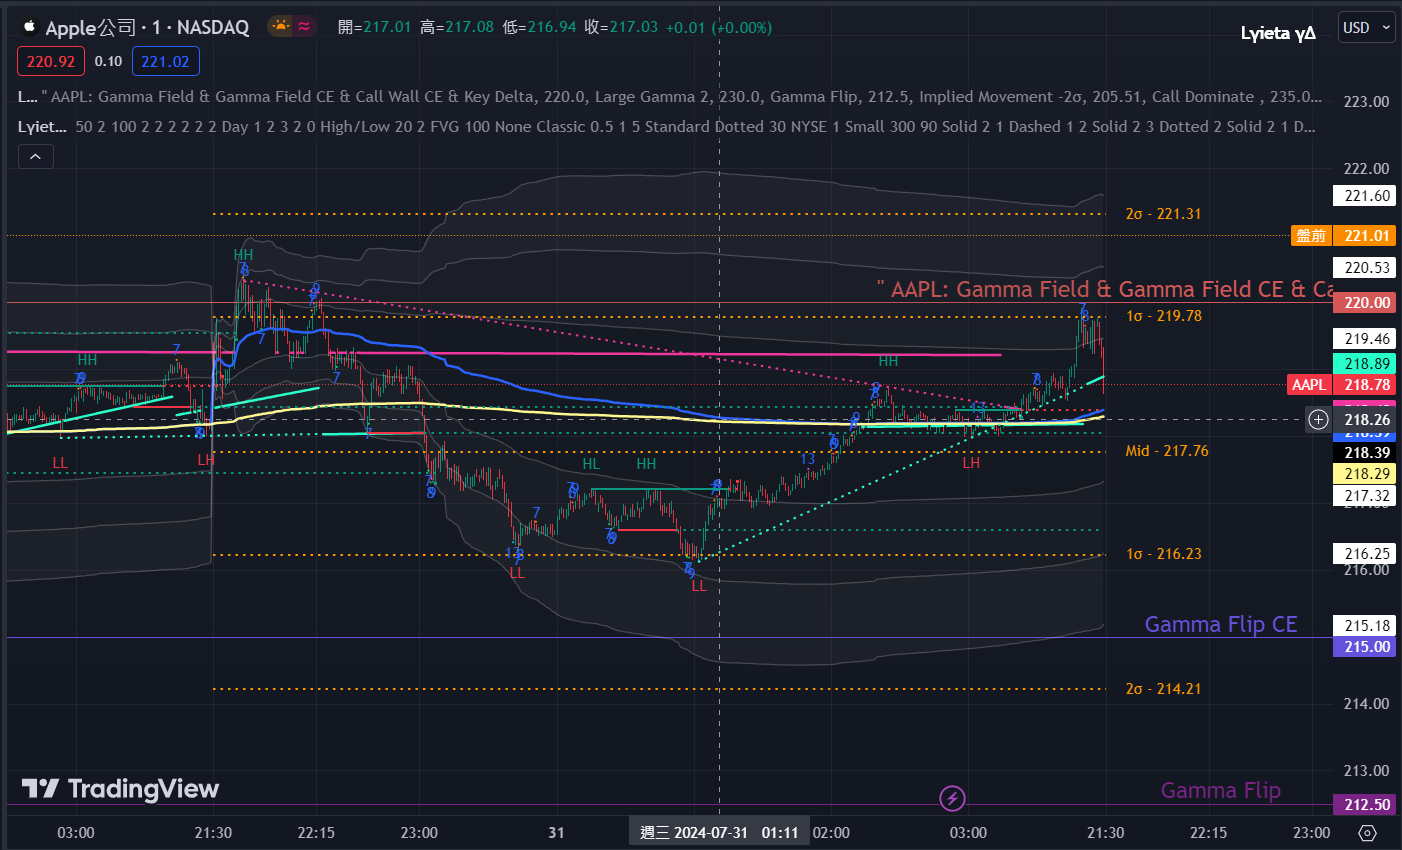 Apple公司 · 1 · NASDAQ 開=217.01 高=217.08 低=216.94 收=217.03 +0.01 (+0.00%)
Lyieta γΔ
USD
220.92 0.10 221.02
L... " AAPL: Gamma Field & Gamma Field CE & Call Wall CE & Key Delta, 220.0, Large Gamma 2, 230.0, Gamma Flip, 212.5, Implied Movement -2σ, 205.51, Call Dominate , 235.0...
Lyiet... 50 2 100 2 2 2 2 2 2 Day 1 2 3 2 0 High/Low 20 2 FVG 100 None Classic 0.5 1 5 Standard Dotted 30 NYSE 1 Small 300 90 Solid 2 1 Dashed 1 2 Solid 2 3 Dotted 2 Solid 2 1 D...
223.00
222.00
221.60
2σ - 221.31
盤前 221.01
HH
220.53
" AAPL: Gamma Field & Gamma Field CE & Ca
220.00
1σ - 219.78
219.46
HH
HH
218.89
AAPL 218.78
218.26
218.39
Mid - 217.76
218.29
LL
LH
HL
HH
LH
217.32
1σ - 216.23
216.25
216.00
LL
LL
Gamma Flip CE
215.18
215.00
2σ - 214.21
214.00
213.00
TradingView
Gamma Flip
212.50
03:00 21:30 22:15 23:00 31 週三 2024-07-31 01:11 02:00 03:00 21:30 22:15 23:00